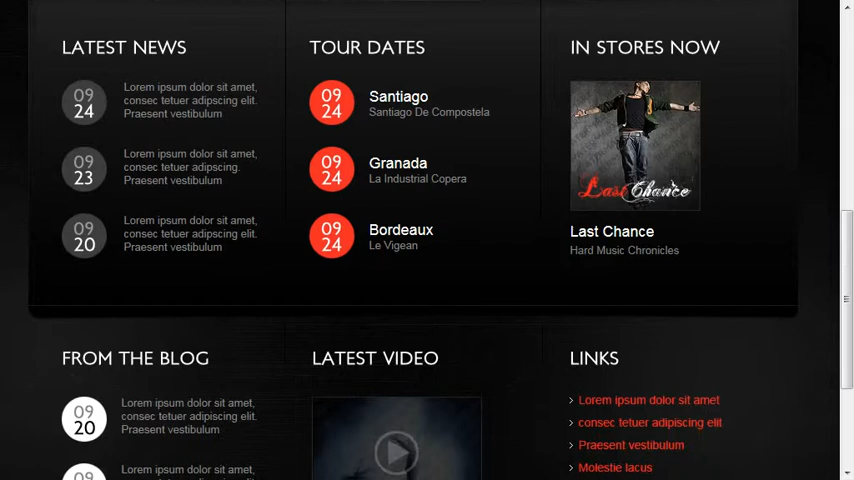 LATEST NEWS
09
24
Lorem ipsum dolor sit amet,
consec tetuer adipscing elit.
Praesent vestibulum
09
23
Lorem ipsum dolor sit amet,
consec tetuer adipscing.
Praesent vestibulum
09
20
Lorem ipsum dolor sit amet,
consec tetuer adipscing elit.
Praesent vestibulum
TOUR DATES
09
24
Santiago
Santiago De Compostela
09
24
Granada
La Industrial Copera
09
24
Bordeaux
Le Vigean
IN STORES NOW
Last Chance
Last Chance
Hard Music Chronicles
FROM THE BLOG
09
20
Lorem ipsum dolor sit amet,
consec tetuer adipiscing elit.
Praesent vestibulum
09
Lorem ipsum dolor sit amet,
LATEST VIDEO
LINKS
Lorem ipsum dolor sit amet
consec tetuer adipiscing elit
Praesent vestibulum
Molestie lacus